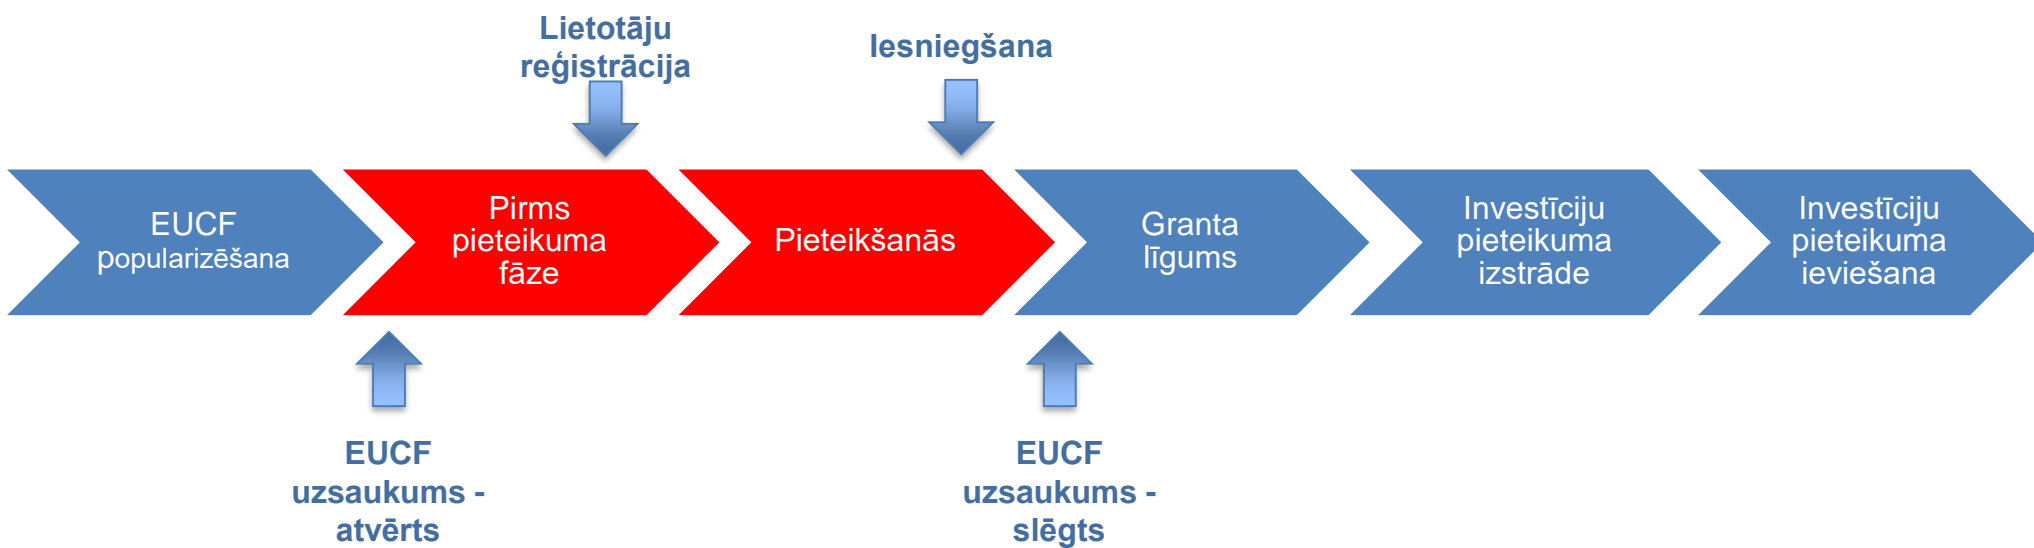 Lietotāju
reģistrācija
Iesniegšana
EUCF
popularizēšana
Pirms
pieteikuma
fāze
Pieteikšanās
Granta
līgums
Investīciju
pieteikuma
izstrāde
Investīciju
pieteikuma
ieviešana
EUCF
uzsaukums -
atvērts
EUCF
uzsaukums -
slēgts